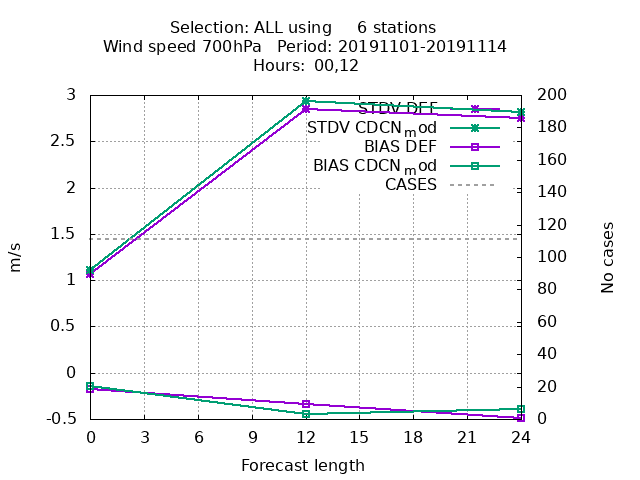 Selection: ALL using     6 stations
Wind speed 700hPa   Period: 20191101-20191114
Hours:  00,12
3
2.5
2
1.5
1
0.5
0
-0.5
m/s
STDV DEF
STDV CDCNmod
BIAS DEF
BIAS CDCNmod
CASES
200
180
160
140
120
100
80
60
40
20
0
No cases
0 3 6 9 12 15 18 21 24
Forecast length